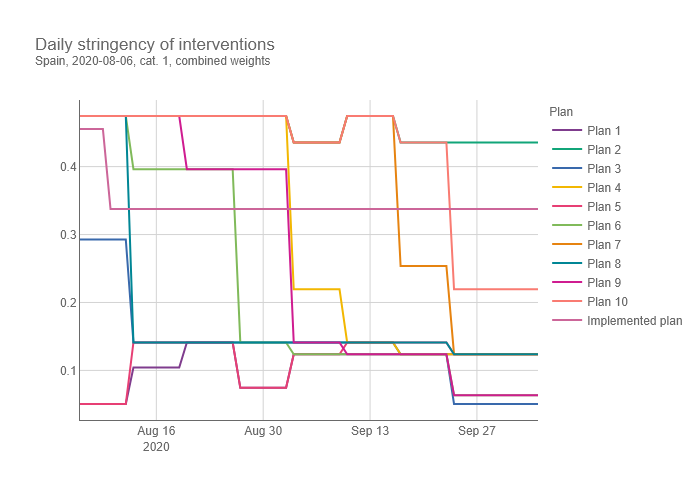 Daily stringency of interventions
Spain, 2020-08-06, cat. 1, combined weights
Plan
Plan 1
Plan 2
Plan 3
Plan 4
Plan 5
Plan 6
Plan 7
Plan 8
Plan 9
Plan 10
Implemented plan
0.4
0.3
0.2
0.1
Aug 16 Aug 30 Sep 13 Sep 27
2020